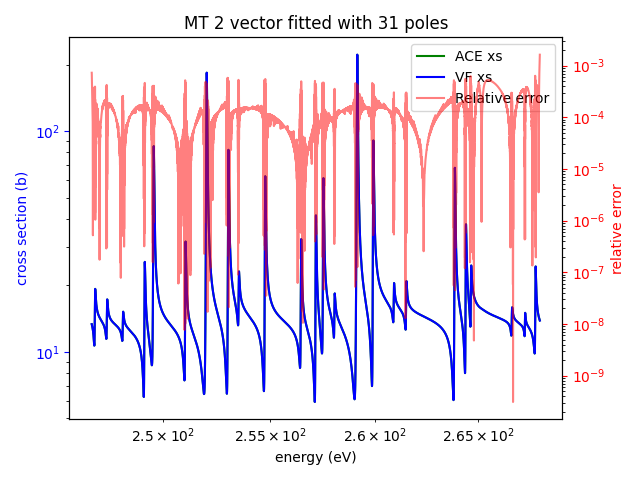 MT 2 vector fitted with 31 poles
ACE xs
VF xs
Relative error
cross section (b)
10²
10¹
relative error
10⁻³
10⁻⁴
10⁻⁵
10⁻⁶
10⁻⁷
10⁻⁸
10⁻⁹
2.5 × 10²
2.55 × 10²
2.6 × 10²
2.65 × 10²
energy (eV)